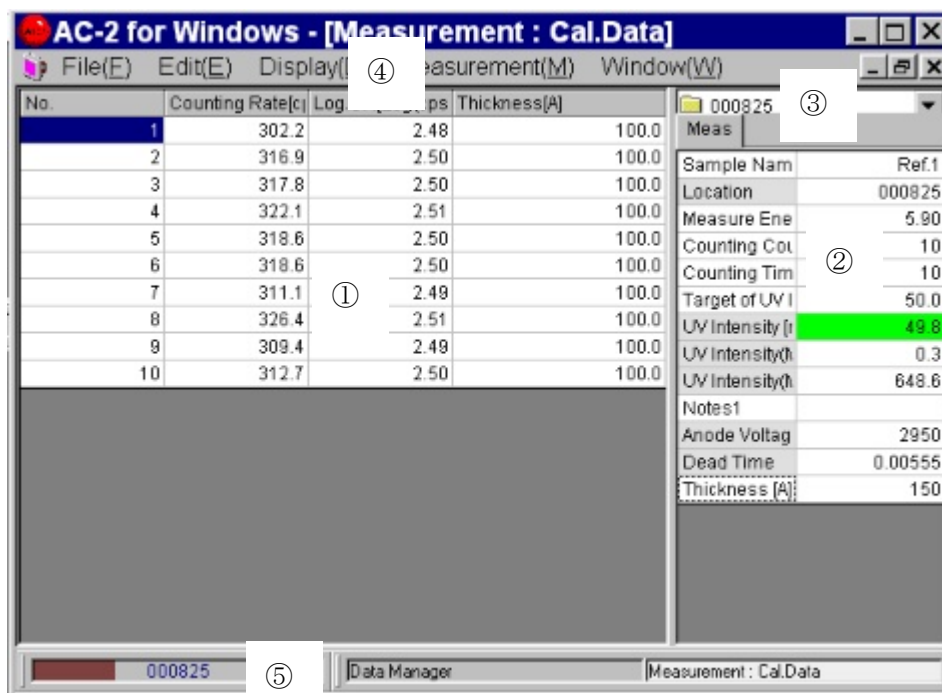 AC-2 for Windows - [Measurement : Cal.Data]
File(F) Edit(E) Display( ④ easurement(M) Window(W)
No. Counting Rate[c Log ps Thickness[A]
1 302.2 2.48 100.0
2 316.9 2.50 100.0
3 317.8 2.50 100.0
4 322.1 2.51 100.0
5 318.6 2.50 100.0
6 318.6 2.50 100.0
7 311.1 2.49 100.0
8 326.4 2.51 100.0
9 309.4 2.49 100.0
10 312.7 2.50 100.0
①
000825 ③
Meas
Sample Nam Ref.1
Location 000825
Measure Ene 5.90
Counting Cou 10
②
Counting Tim 10
Target of UV I 50.0
UV Intensity [ 49.8
UV Intensity( 0.3
UV Intensity( 648.6
Notes1
Anode Voltag 2950
Dead Time 0.00555
Thickness [A] 150
000825 ⑤ Data Manager Measurement : Cal.Data